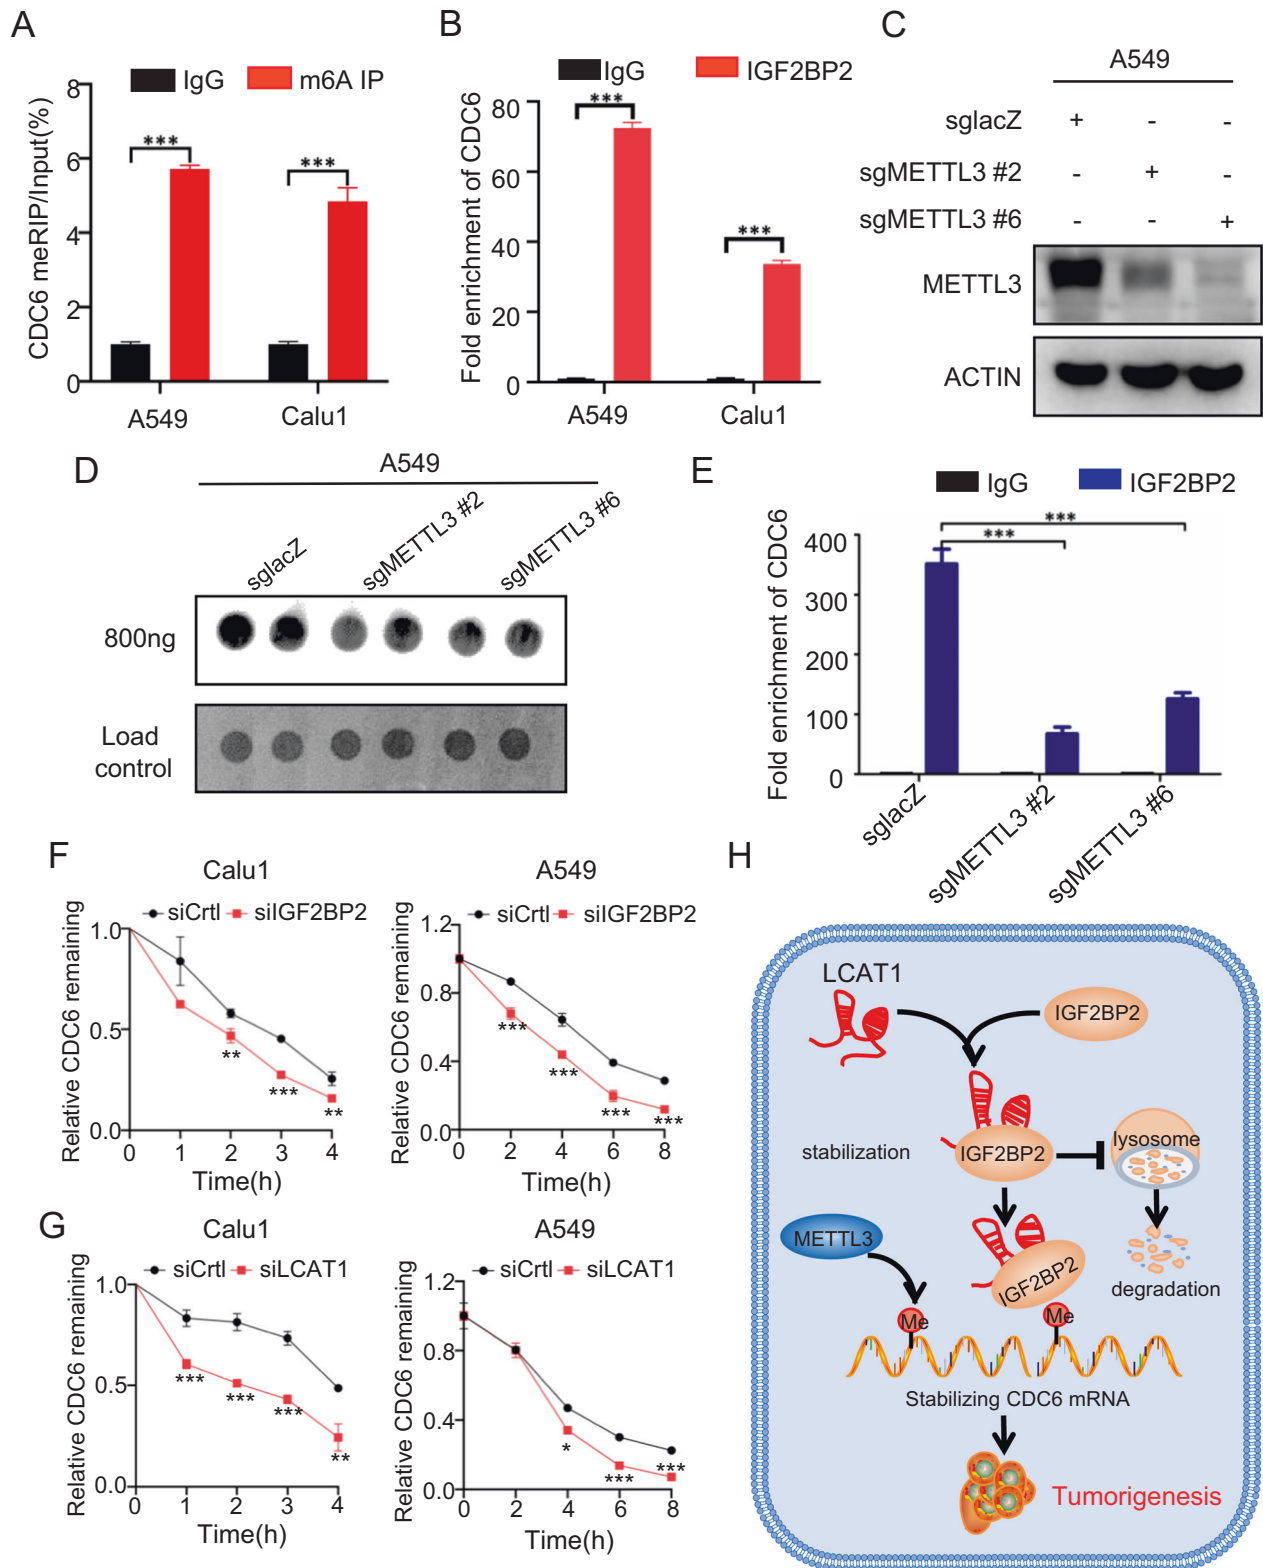 A
IgG m6A IP
CDC6 meRIP/Input(%)
8
6
4
2
0
***
***
A549 Calu1
B
IgG IGF2BP2
Fold enrichment of CDC6
80
60
40
20
0
***
***
A549 Calu1
C
A549
sglacZ + - -
sgMETTL3 #2 - + -
sgMETTL3 #6 - - +
METTL3
ACTIN
D
A549
sglacZ sgMETTL3 #2 sgMETTL3 #6
800ng
Load
control
E
IgG IGF2BP2
Fold enrichment of CDC6
400
300
200
100
0
***
***
sglacZ sgMETTL3 #2 sgMETTL3 #6
F
Calu1
siCrtl siIGF2BP2
Relative CDC6 remaining
1.0
0.5
0.0
**
***
**
0 1 2 3 4
Time(h)
A549
siCrtl siIGF2BP2
Relative CDC6 remaining
1.2
0.8
0.4
0.0
***
***
***
***
0 2 4 6 8
Time(h)
G
Calu1
siCrtl siLCAT1
Relative CDC6 remaining
1.0
0.5
0.0
***
***
***
**
0 1 2 3 4
Time(h)
A549
siCrtl siLCAT1
Relative CDC6 remaining
1.2
0.8
0.4
0.0
*
***
***
0 2 4 6 8
Time(h)
H
LCAT1
IGF2BP2
stabilization
IGF2BP2
lysosome
METTL3
IGF2BP2
degradation
Me
Me
Stabilizing CDC6 mRNA
Tumorigenesis